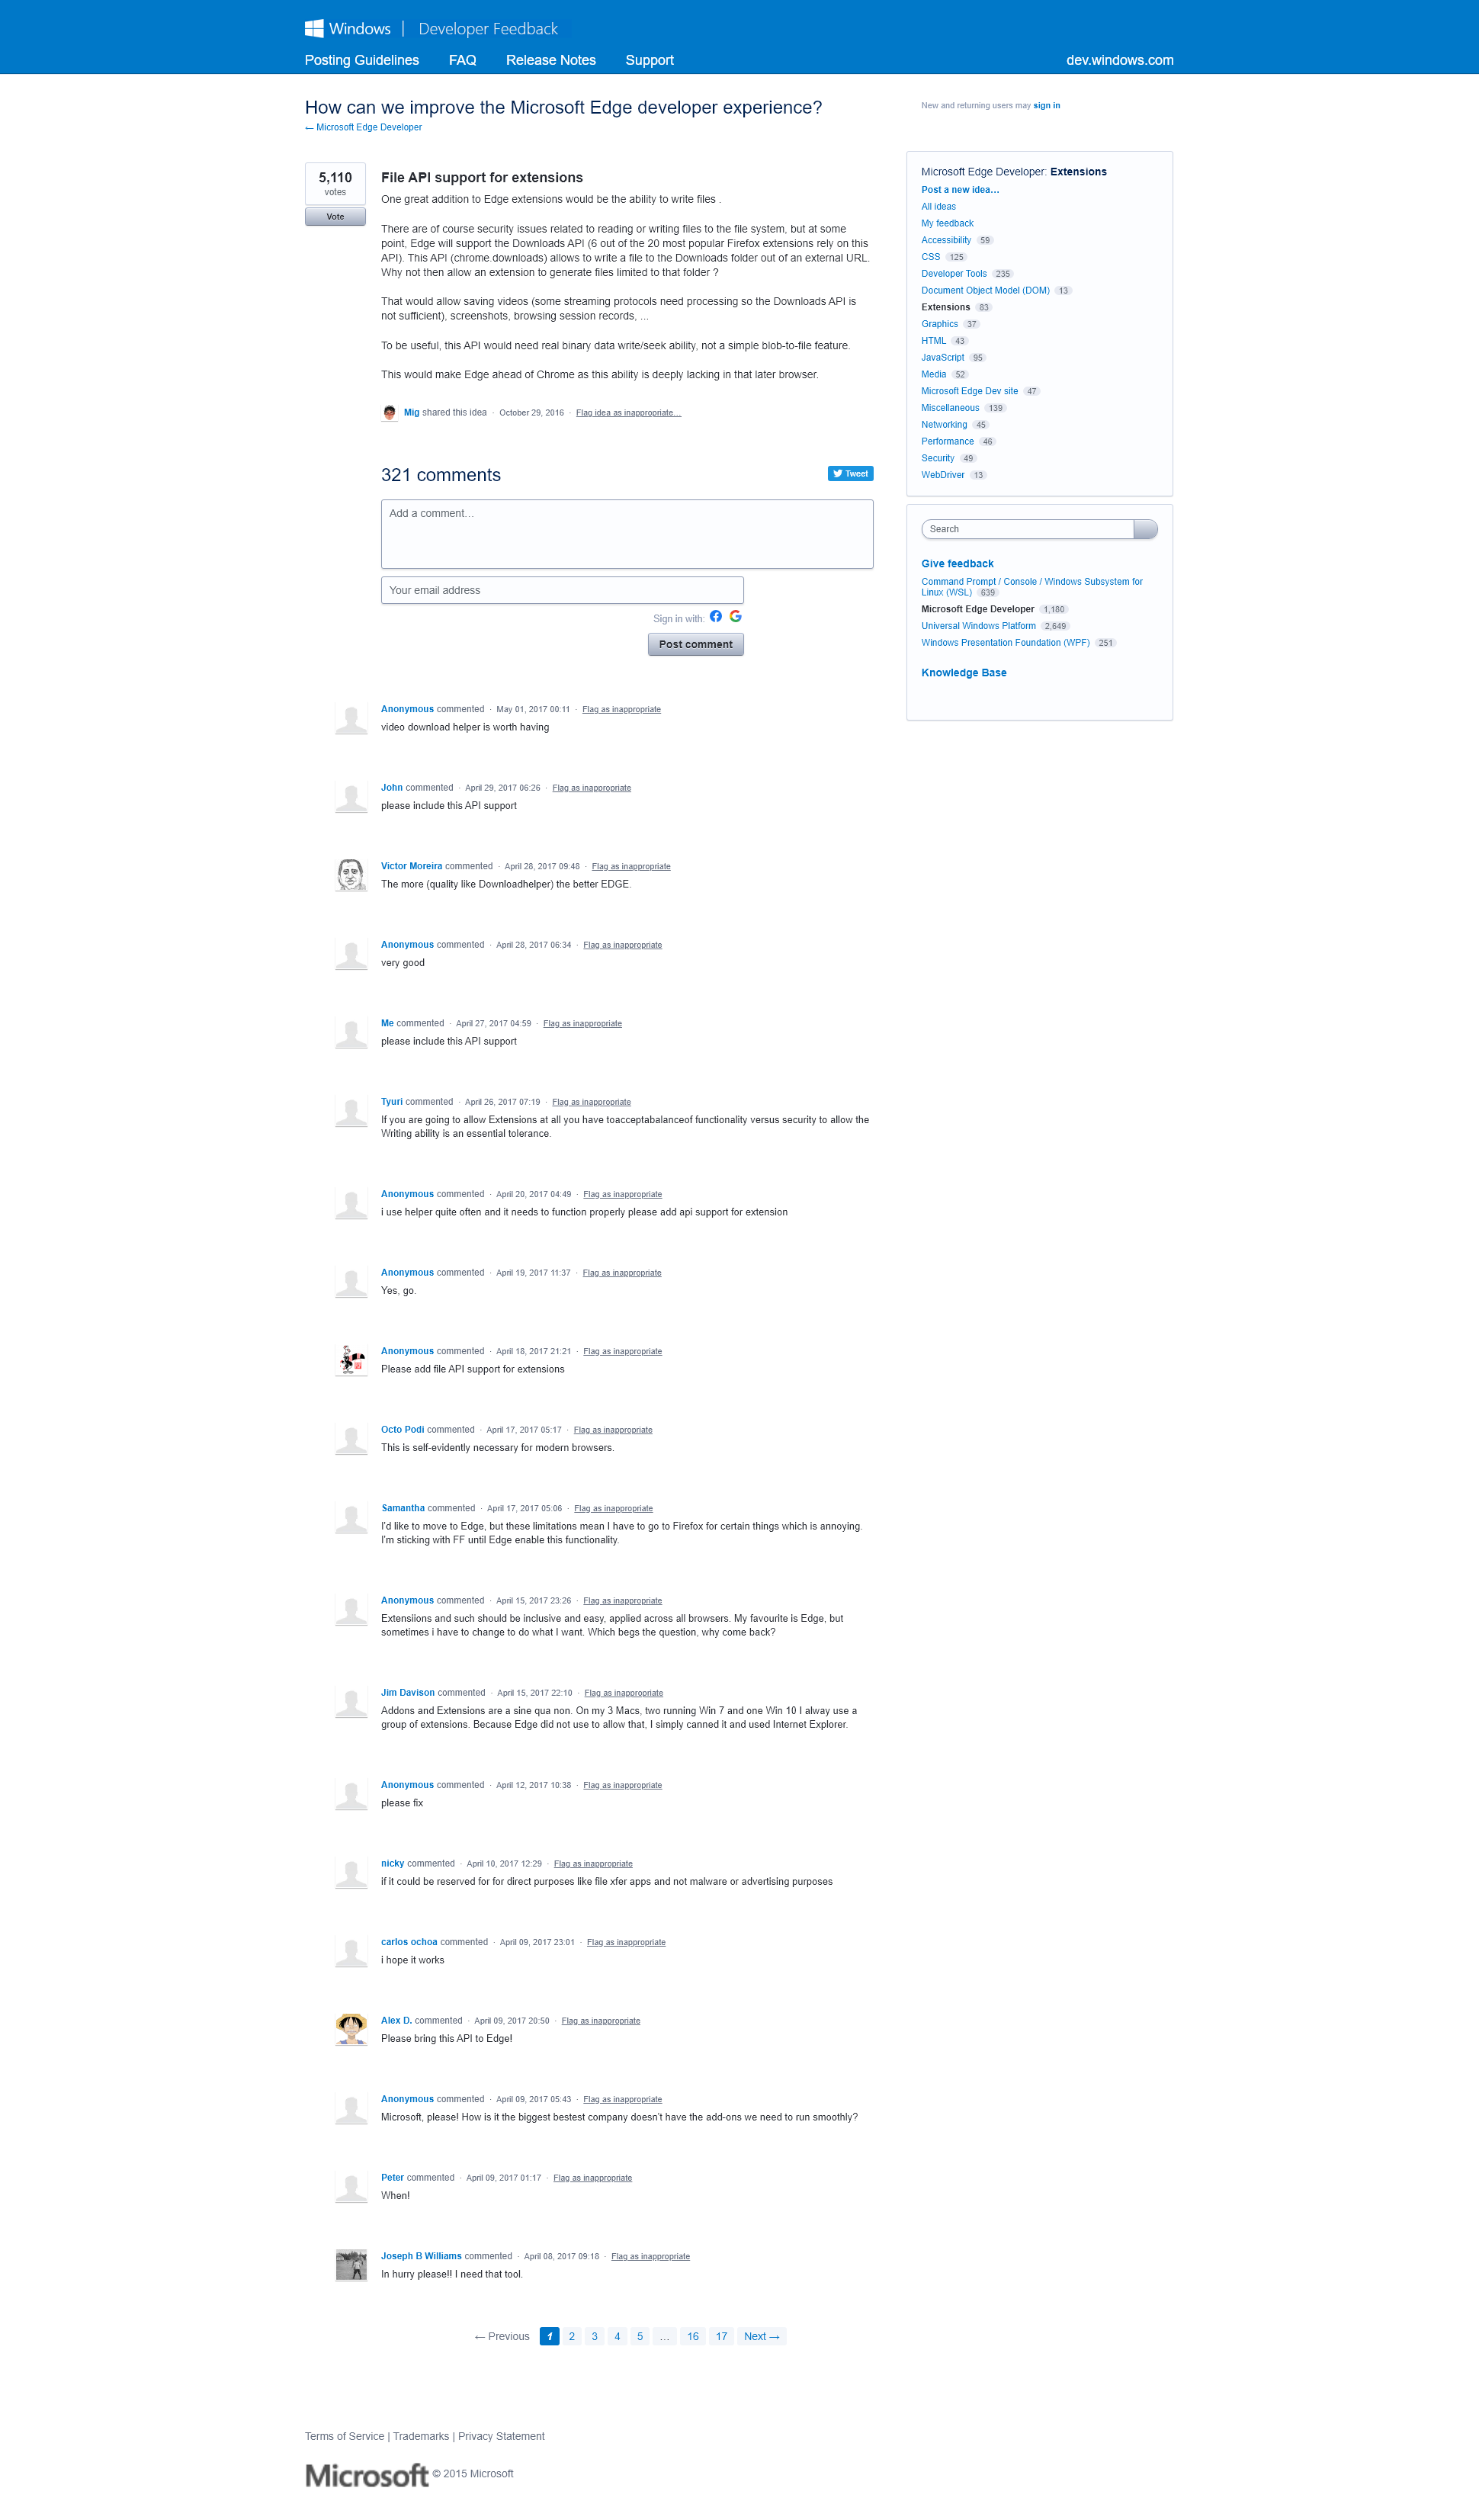 Windows | Developer Feedback
Posting Guidelines FAQ Release Notes Support dev.windows.com
How can we improve the Microsoft Edge developer experience?
← Microsoft Edge Developer
New and returning users may sign in
5,110
votes
Vote
File API support for extensions
One great addition to Edge extensions would be the ability to write files .
There are of course security issues related to reading or writing files to the file system, but at some
point, Edge will support the Downloads API (6 out of the 20 most popular Firefox extensions rely on this
API). This API (chrome.downloads) allows to write a file to the Downloads folder out of an external URL.
Why not then allow an extension to generate files limited to that folder ?
That would allow saving videos (some streaming protocols need processing so the Downloads API is
not sufficient), screenshots, browsing session records, ...
To be useful, this API would need real binary data write/seek ability, not a simple blob-to-file feature.
This would make Edge ahead of Chrome as this ability is deeply lacking in that later browser.
Mig shared this idea · October 29, 2016 · Flag idea as inappropriate…
321 comments
Tweet
Add a comment…
Your email address
Sign in with:
Post comment
Anonymous commented · May 01, 2017 00:11 · Flag as inappropriate
video download helper is worth having
John commented · April 29, 2017 06:26 · Flag as inappropriate
please include this API support
Victor Moreira commented · April 28, 2017 09:48 · Flag as inappropriate
The more (quality like Downloadhelper) the better EDGE.
Anonymous commented · April 28, 2017 06:34 · Flag as inappropriate
very good
Me commented · April 27, 2017 04:59 · Flag as inappropriate
please include this API support
Tyuri commented · April 26, 2017 07:19 · Flag as inappropriate
If you are going to allow Extensions at all you have toacceptabalanceof functionality versus security to allow the
Writing ability is an essential tolerance.
Anonymous commented · April 20, 2017 04:49 · Flag as inappropriate
i use helper quite often and it needs to function properly please add api support for extension
Anonymous commented · April 19, 2017 11:37 · Flag as inappropriate
Yes, go.
Anonymous commented · April 18, 2017 21:21 · Flag as inappropriate
Please add file API support for extensions
Octo Podi commented · April 17, 2017 05:17 · Flag as inappropriate
This is self-evidently necessary for modern browsers.
Samantha commented · April 17, 2017 05:06 · Flag as inappropriate
I'd like to move to Edge, but these limitations mean I have to go to Firefox for certain things which is annoying.
I'm sticking with FF until Edge enable this functionality.
Anonymous commented · April 15, 2017 23:26 · Flag as inappropriate
Extensiions and such should be inclusive and easy, applied across all browsers. My favourite is Edge, but
sometimes i have to change to do what I want. Which begs the question, why come back?
Jim Davison commented · April 15, 2017 22:10 · Flag as inappropriate
Addons and Extensions are a sine qua non. On my 3 Macs, two running Win 7 and one Win 10 I alway use a
group of extensions. Because Edge did not use to allow that, I simply canned it and used Internet Explorer.
Anonymous commented · April 12, 2017 10:38 · Flag as inappropriate
please fix
nicky commented · April 10, 2017 12:29 · Flag as inappropriate
if it could be reserved for for direct purposes like file xfer apps and not malware or advertising purposes
carlos ochoa commented · April 09, 2017 23:01 · Flag as inappropriate
i hope it works
Alex D. commented · April 09, 2017 20:50 · Flag as inappropriate
Please bring this API to Edge!
Anonymous commented · April 09, 2017 05:43 · Flag as inappropriate
Microsoft, please! How is it the biggest bestest company doesn't have the add-ons we need to run smoothly?
Peter commented · April 09, 2017 01:17 · Flag as inappropriate
When!
Joseph B Williams commented · April 08, 2017 09:18 · Flag as inappropriate
In hurry please!! I need that tool.
← Previous 1 2 3 4 5 … 16 17 Next →
Microsoft Edge Developer: Extensions
Post a new idea…
All ideas
My feedback
Accessibility 59
CSS 125
Developer Tools 235
Document Object Model (DOM) 13
Extensions 83
Graphics 37
HTML 43
JavaScript 95
Media 52
Microsoft Edge Dev site 47
Miscellaneous 139
Networking 45
Performance 46
Security 49
WebDriver 13
Search
Give feedback
Command Prompt / Console / Windows Subsystem for
Linux (WSL) 639
Microsoft Edge Developer 1,180
Universal Windows Platform 2,649
Windows Presentation Foundation (WPF) 251
Knowledge Base
Terms of Service | Trademarks | Privacy Statement
Microsoft © 2015 Microsoft